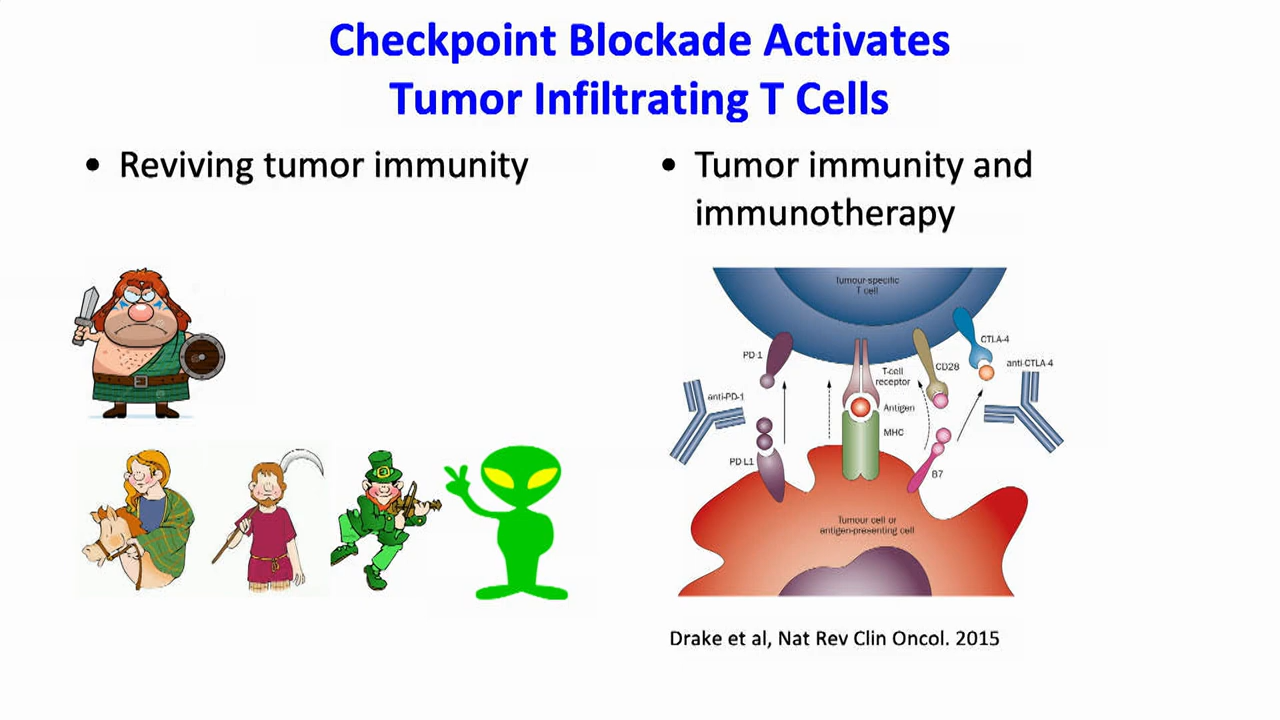 Checkpoint Blockade Activates
Tumor Infiltrating T Cells
• Reviving tumor immunity
• Tumor immunity and
immunotherapy
Tumour-specific
T cell
PD-1
CD28
CTLA-4
anti-CTLA-4
T-cell
receptor
anti-PD-1
Antigen
MHC
PD-L1
B7
Tumour cell or
antigen-presenting cell
Drake et al, Nat Rev Clin Oncol. 2015